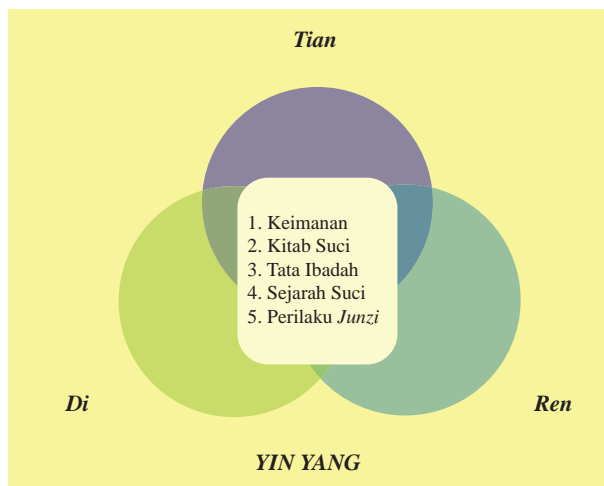 Tian
1. Keimanan
2. Kitab Suci
3. Tata Ibadah
4. Sejarah Suci
5. Perilaku Junzi
Di
Ren
YIN YANG